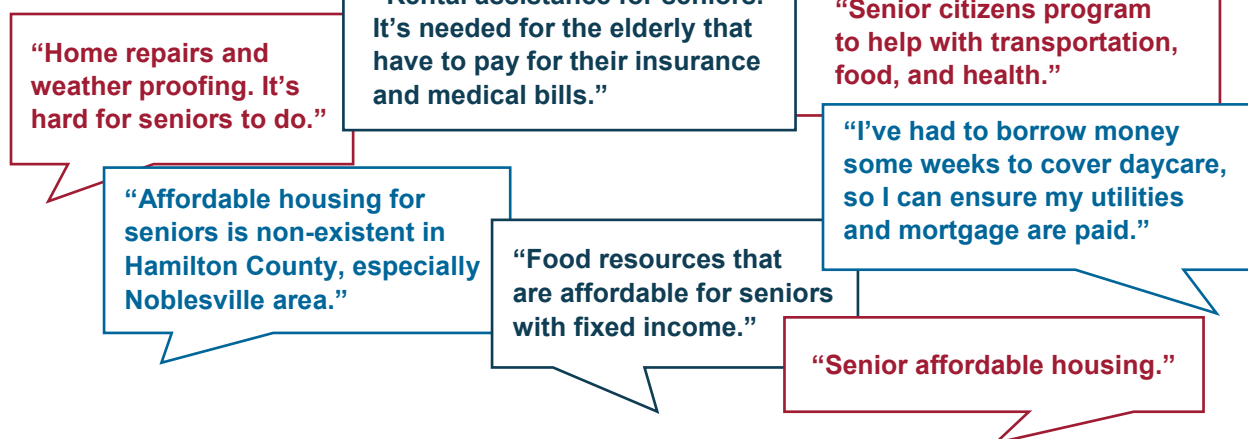 “Rental assistance for seniors.
It’s needed for the elderly that
have to pay for their insurance
and medical bills.”
“Senior citizens program
to help with transportation,
food, and health.”
“Home repairs and
weather proofing. It’s
hard for seniors to do.”
“I’ve had to borrow money
some weeks to cover daycare,
so I can ensure my utilities
and mortgage are paid.”
“Affordable housing for
seniors is non-existent in
Hamilton County, especially
Noblesville area.”
“Food resources that
are affordable for seniors
with fixed income.”
“Senior affordable housing.”